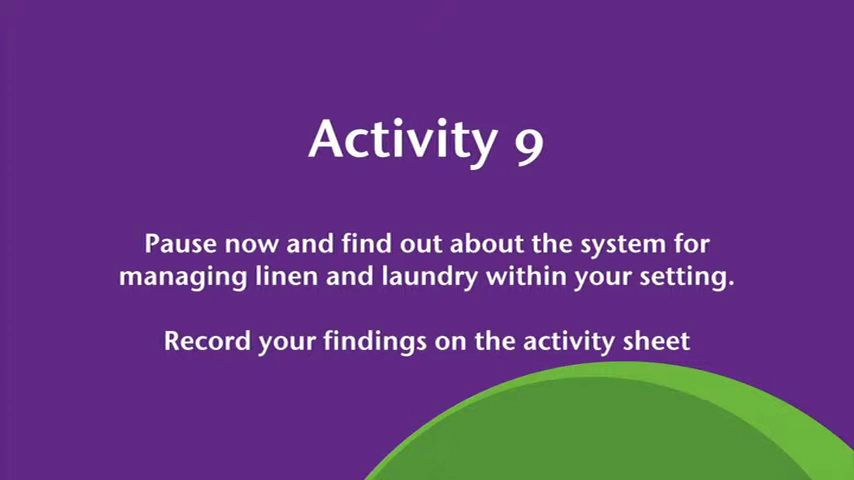 Activity 9
Pause now and find out about the system for
managing linen and laundry within your setting.
Record your findings on the activity sheet